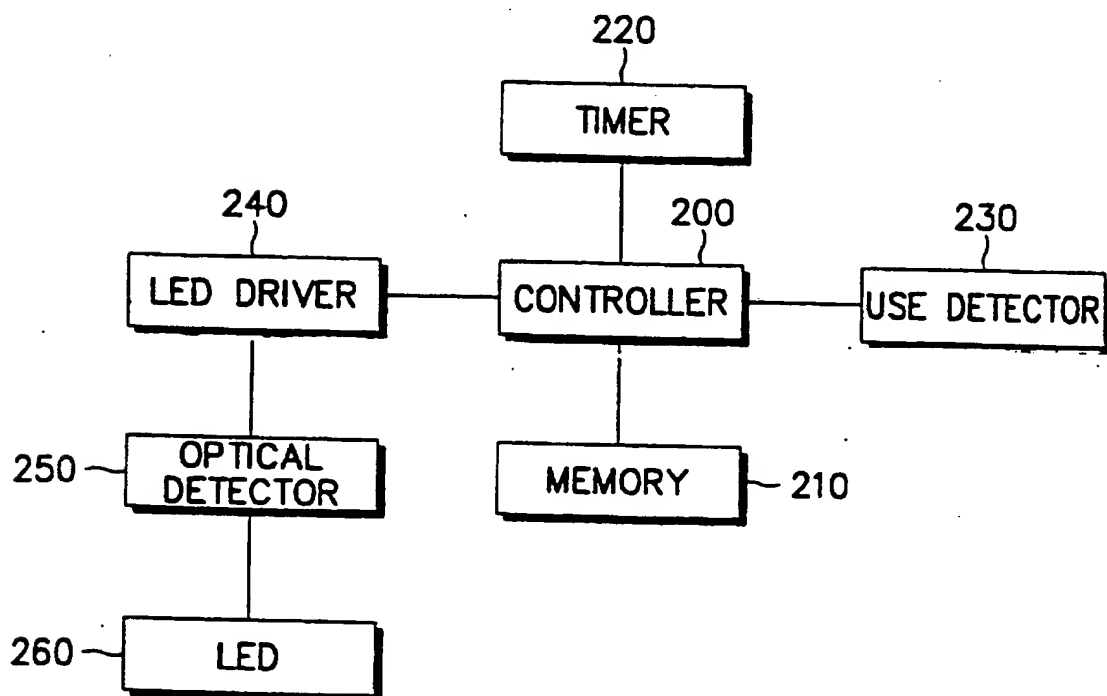 220
TIMER
240
200
230
LED DRIVER
CONTROLLER
USE DETECTOR
250
OPTICAL
DETECTOR
MEMORY
210
260
LED